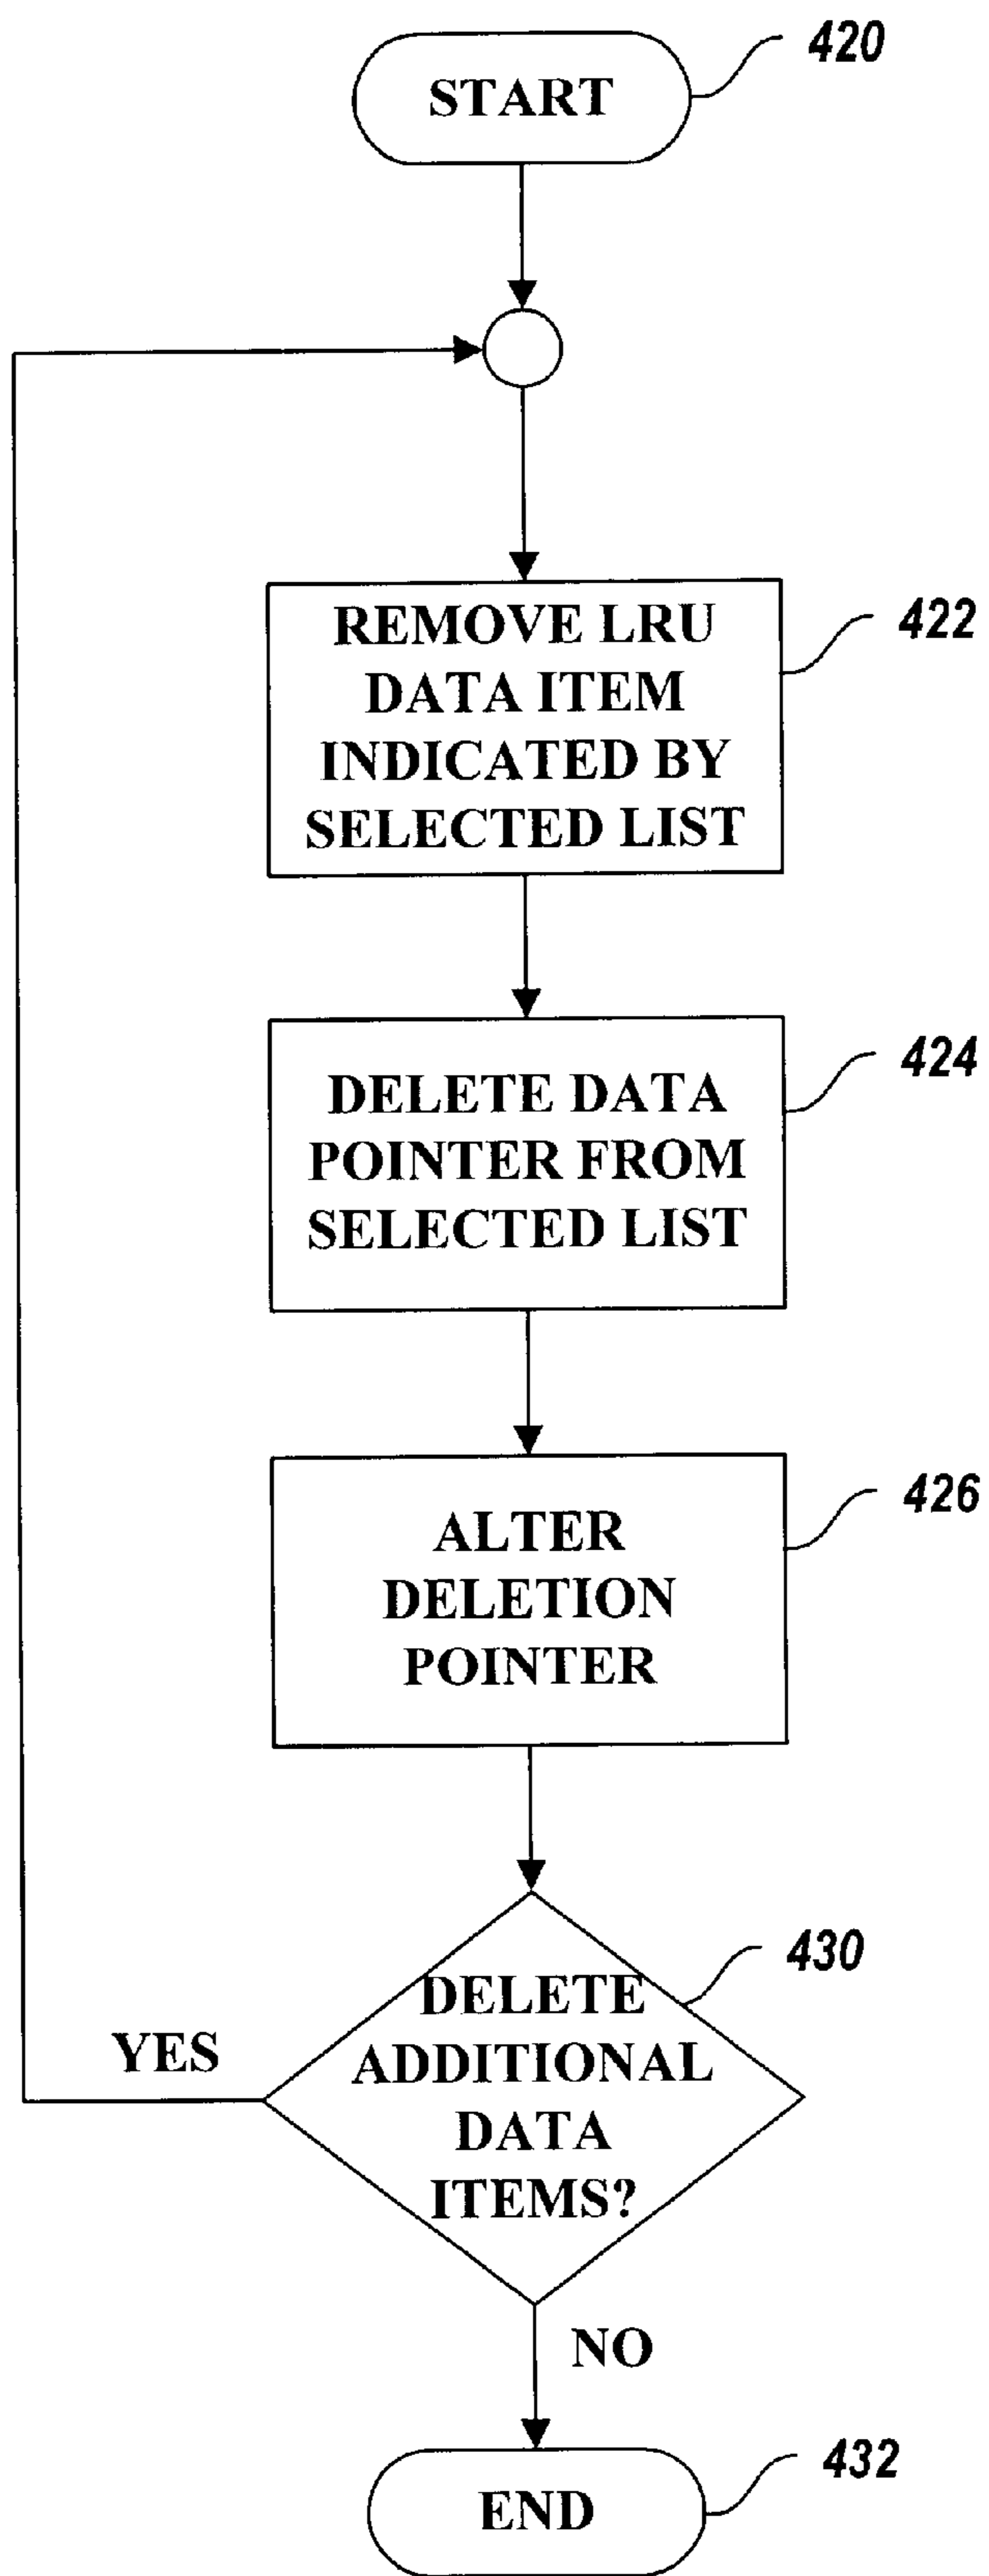 START
420
REMOVE LRU
DATA ITEM
INDICATED BY
SELECTED LIST
422
DELETE DATA
POINTER FROM
SELECTED LIST
424
ALTER
DELETION
POINTER
426
DELETE
ADDITIONAL
DATA
ITEMS?
430
YES
NO
END
432